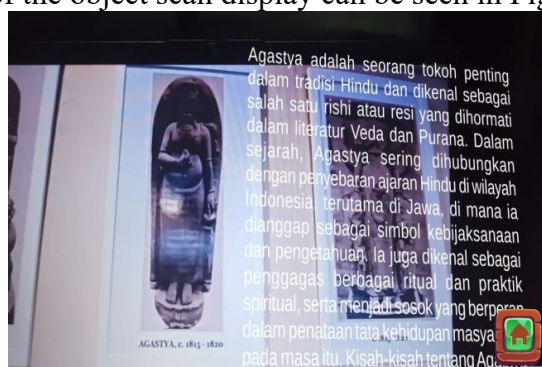 of the object scan display can be seen in Fig
Agastya adalah seorang tokoh penting
dalam tradisi Hindu dan dikenal sebagai
salah satu rishi atau resi yang dihormati
dalam literatur Veda dan Purana. Dalam
sejarah, Agastya sering dihubungkan
dengan penyebaran ajaran Hindu di wilayah
Indonesia, terutama di Jawa, di mana ia
dianggap sebagai simbol kebijaksanaan
dan pengetahuan. Ia juga dikenal sebagai
penggagas berbagai ritual dan praktik
spiritual, serta menjadi sosok yang berperan
dalam penataan tata kehidupan masya
pada masa itu. Kisah-kisah tentang Agas
AGASTYA, c. 1815 - 1820